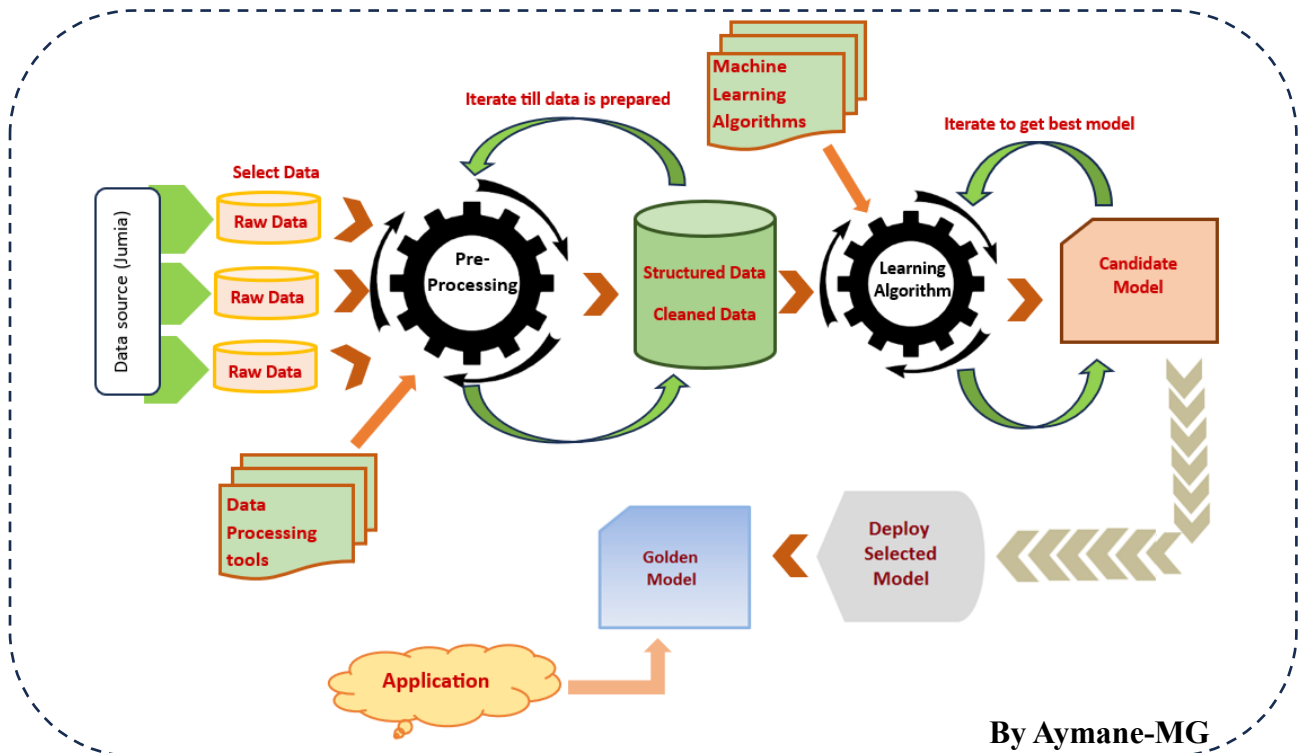 Machine
Learning
Algorithms
Iterate till data is prepared
Iterate to get best model
Select Data
Data source (Jumia)
Raw Data
Raw Data
Raw Data
Pre-
Processing
Structured Data
Cleaned Data
Learning
Algorithm
Candidate
Model
Data
Processing
tools
Deploy
Selected
Model
Golden
Model
Application
By Aymane-MG